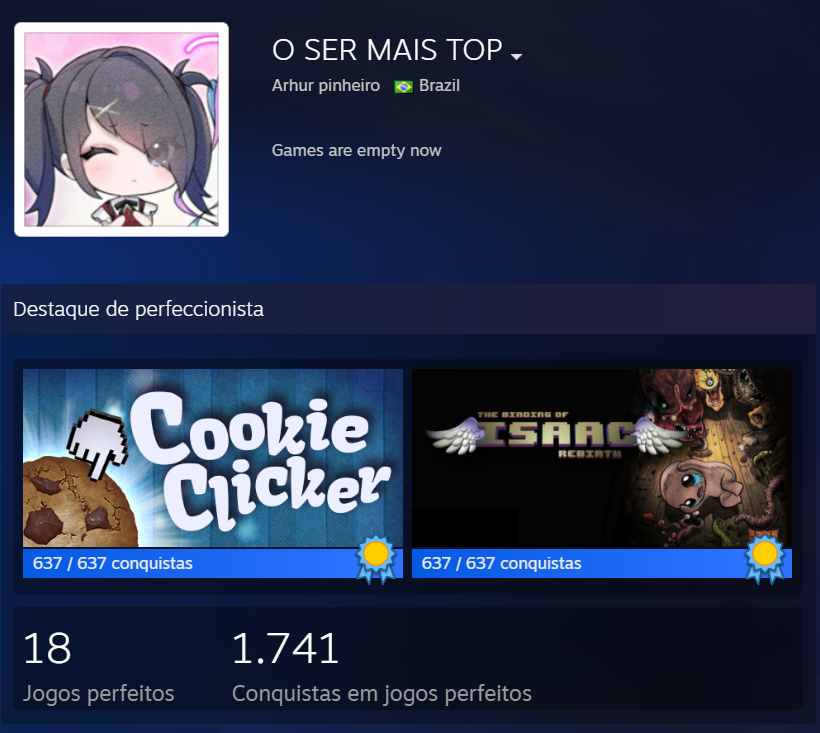 O SER MAIS TOP
Arhur pinheiro Brazil
Games are empty now
Destaque de perfeccionista
Cookie
Clicker
THE BINDING OF
ISAAC
REBIRTH
637 / 637 conquistas
637 / 637 conquistas
18
Jogos perfeitos
1.741
Conquistas em jogos perfeitos